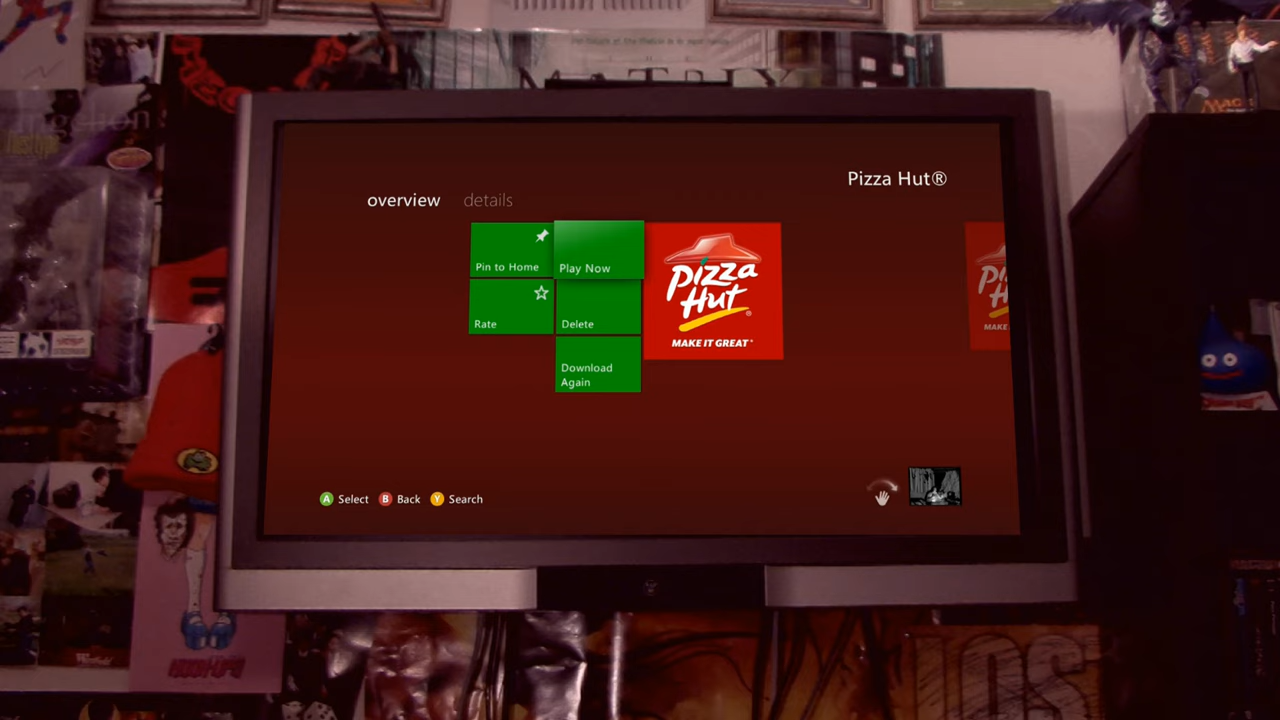 MATRIX
Pizza Hut®
overview details
Pin to Home
Play Now
Pizza
Hut
MAKE IT GREAT
Rate
Delete
Download
Again
A Select B Back Y Search